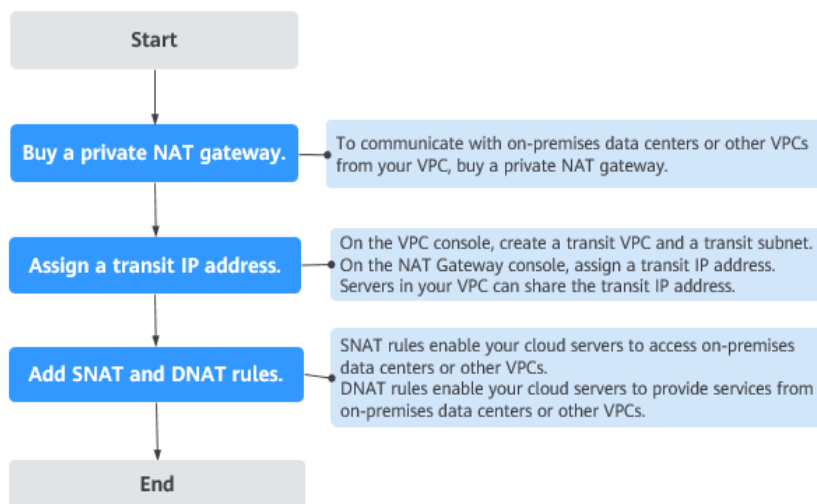 Start
Buy a private NAT gateway.
To communicate with on-premises data centers or other VPCs
from your VPC, buy a private NAT gateway.
Assign a transit IP address.
On the VPC console, create a transit VPC and a transit subnet.
On the NAT Gateway console, assign a transit IP address.
Servers in your VPC can share the transit IP address.
Add SNAT and DNAT rules.
SNAT rules enable your cloud servers to access on-premises
data centers or other VPCs.
DNAT rules enable your cloud servers to provide services from
on-premises data centers or other VPCs.
End